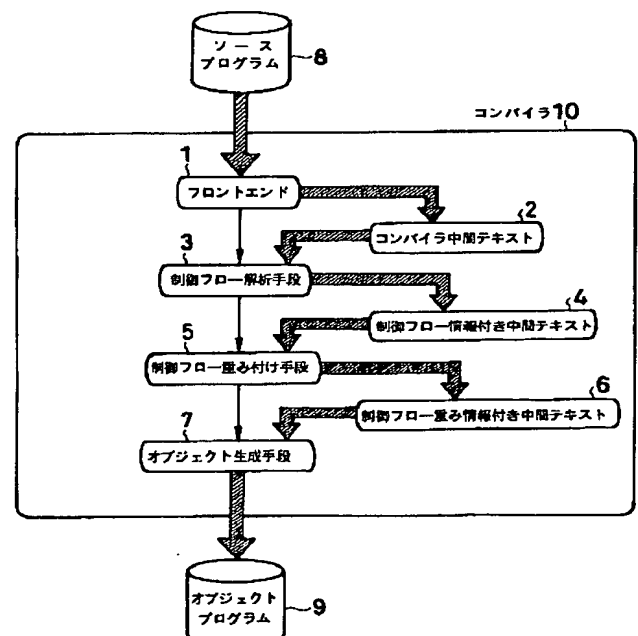 ソース
プログラム
8
コンパイラ10
1
フロントエンド
2
コンパイラ中間テキスト
3
制御フロー解析手段
4
制御フロー情報付き中間テキスト
5
制御フロー重み付け手段
6
制御フロー重み情報付き中間テキスト
7
オブジェクト生成手段
オブジェクト
プログラム
9